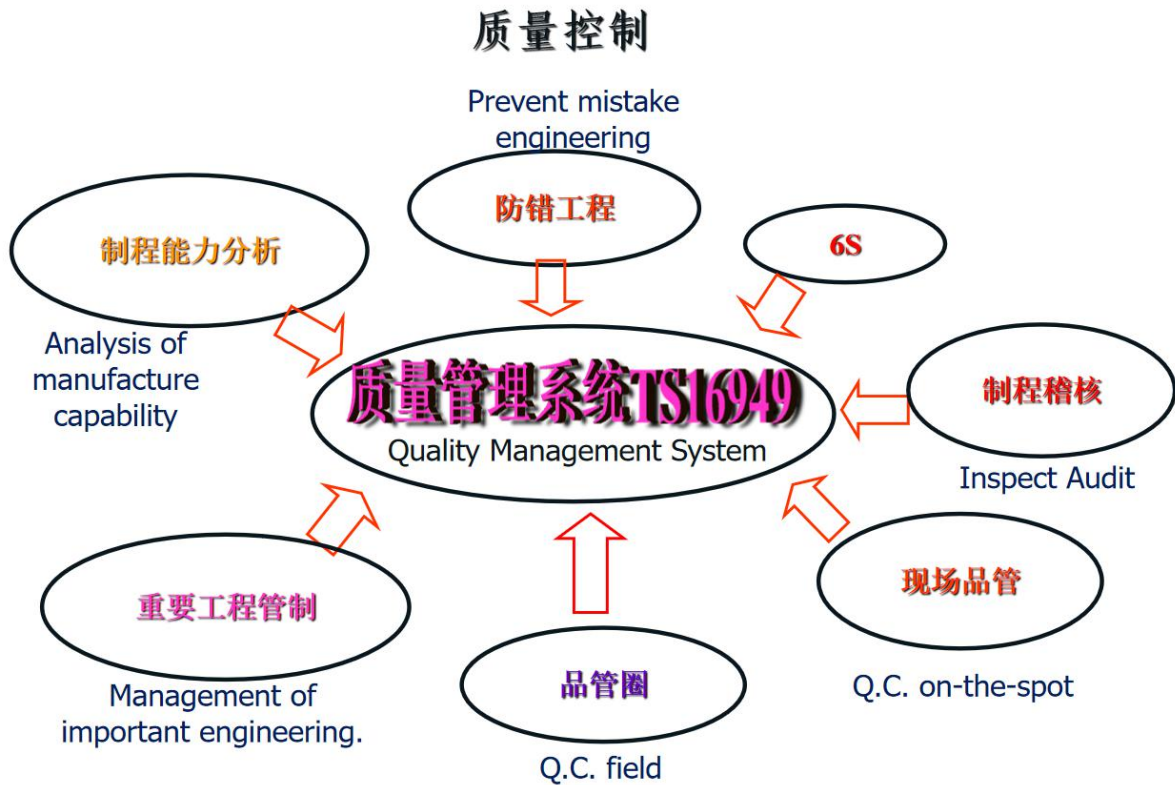 质量控制
Prevent mistake
engineering
防错工程
6S
制程能力分析
Analysis of
manufacture
capability
质量管理系统TS16949
Quality Management System
制程稽核
Inspect Audit
现场品管
Q.C. on-the-spot
重要工程管制
Management of
important engineering.
品管圈
Q.C. field